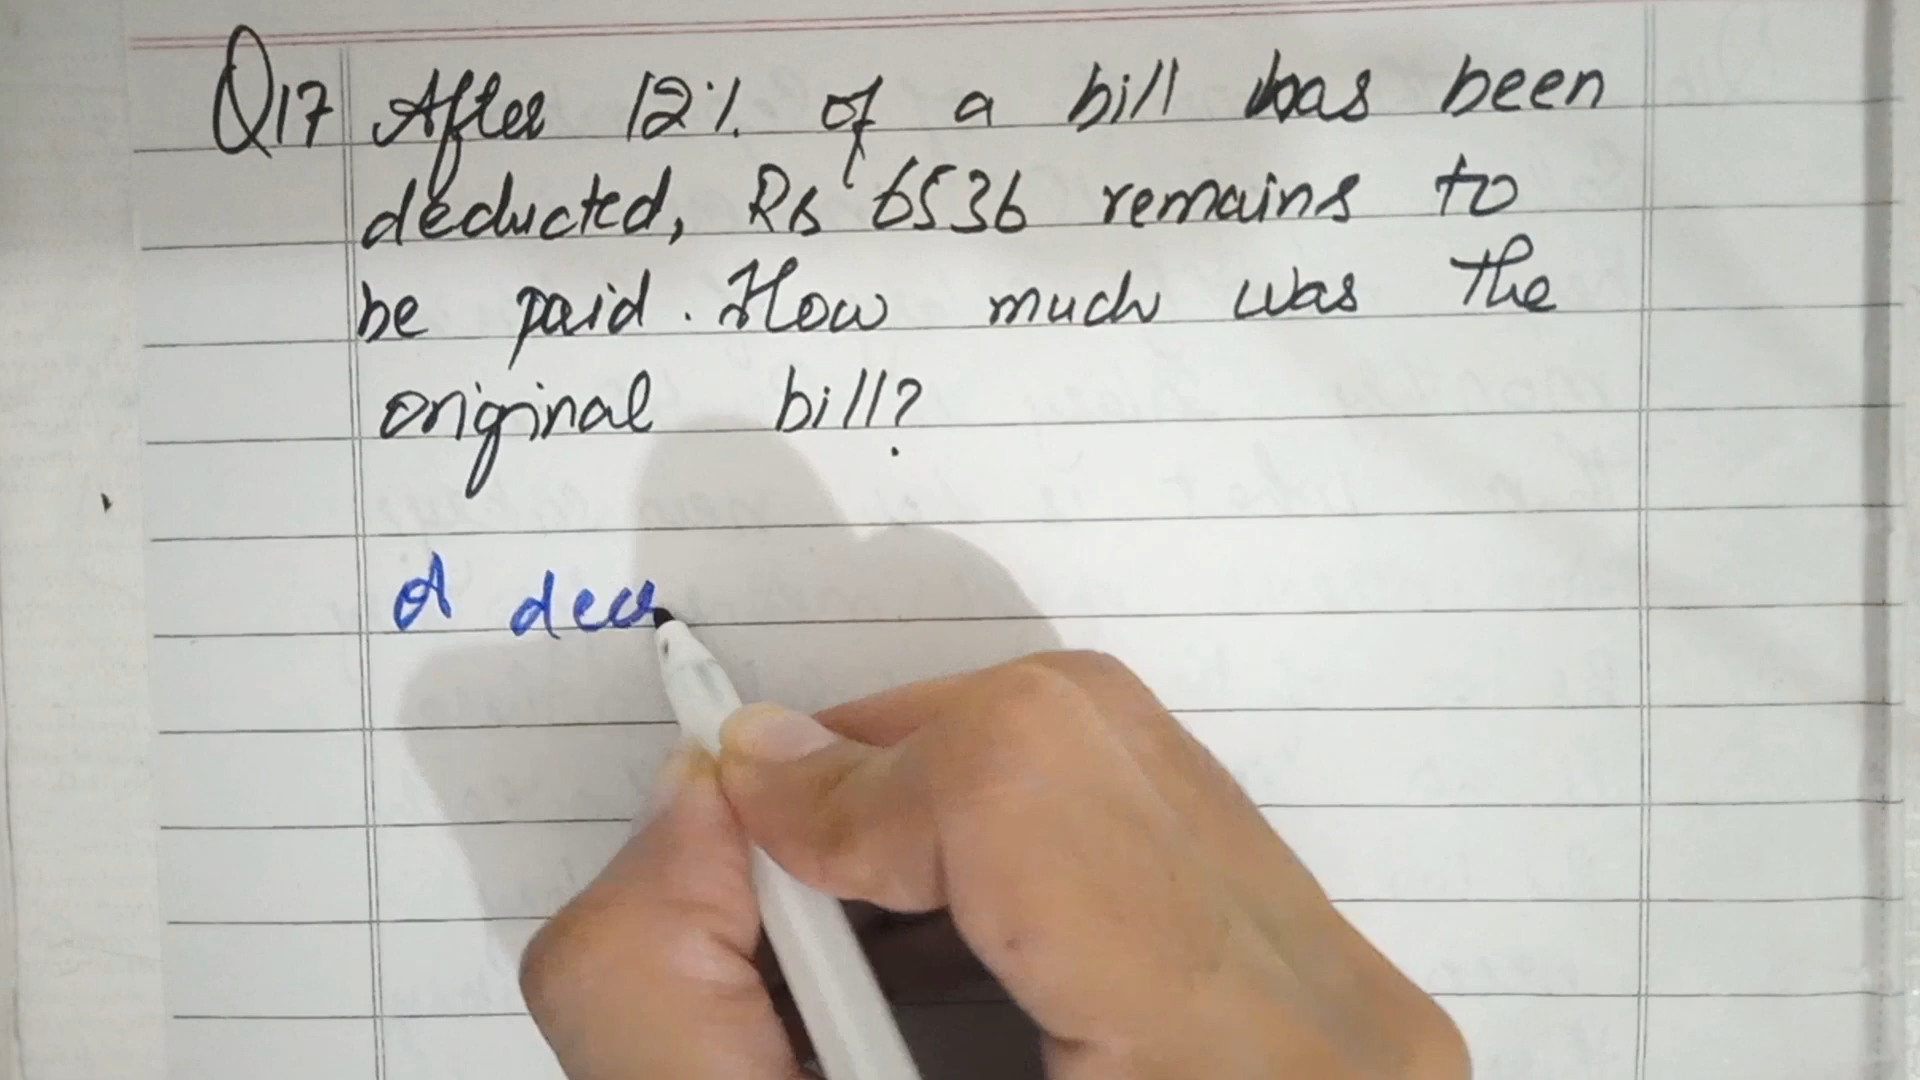 Q17 After 12% of a bill has been
deducted, Rs 6536 remains to
be paid. How much was the
original bill?
A decr